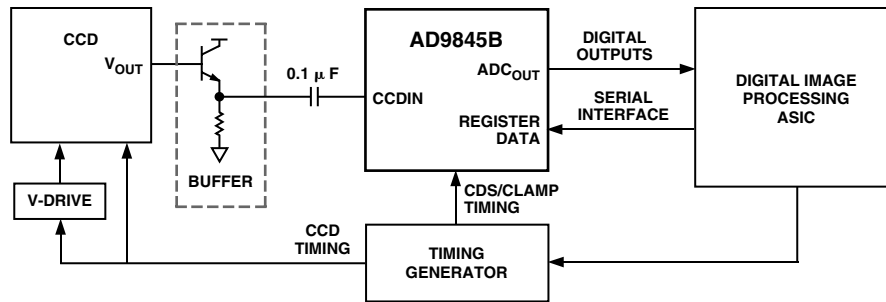 CCD
V_OUT
BUFFER
0.1 μ F
AD9845B
ADC_OUT
CCDIN
REGISTER
DATA
DIGITAL
OUTPUTS
SERIAL
INTERFACE
DIGITAL IMAGE
PROCESSING
ASIC
V-DRIVE
CCD
TIMING
CDS/CLAMP
TIMING
TIMING
GENERATOR